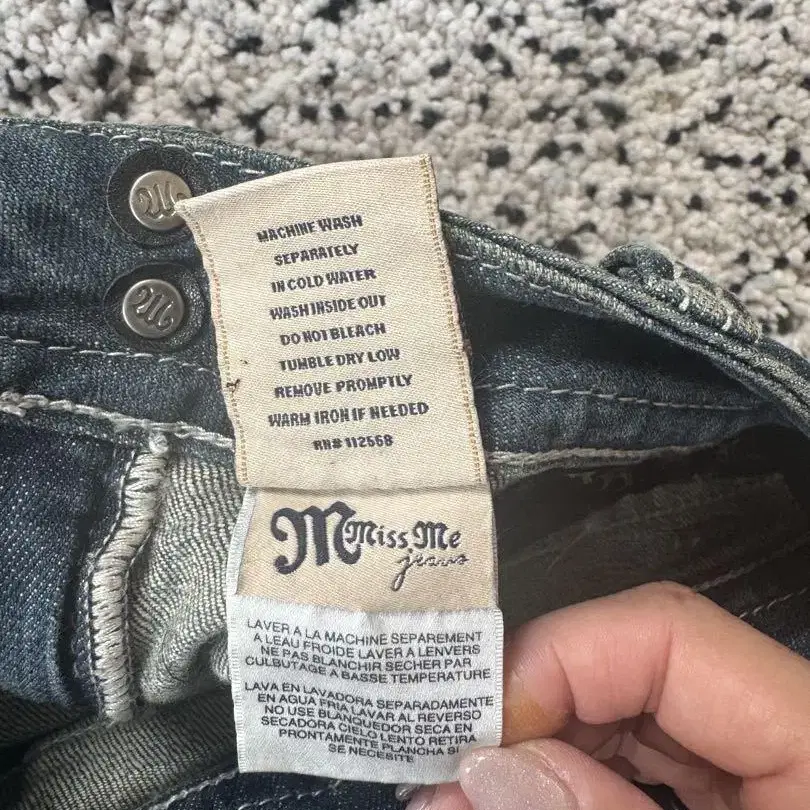 MACHINE WASH
SEPARATELY
IN COLD WATER
WASH INSIDE OUT
DO NOT BLEACH
TUMBLE DRY LOW
REMOVE PROMPTLY
WARM IRON IF NEEDED
RN# 112568
M Miss Me
jeans
LAVER A LA MACHINE SEPAREMENT
A LEAU FROIDE LAVER A LENVERS
NE PAS BLANCHIR SECHER PAR
CULBUTAGE A BASSE TEMPERATURE
LAVA EN LAVADORA SEPARADAMENTE
EN AGUA FRIA LAVAR AL REVERSO
NO USE BLANQUEDOR SECA EN
SECADORA CIELO LENTO RETIRA
PRONTAMENTE PLANCHA SI
SE NECESITE
M
M